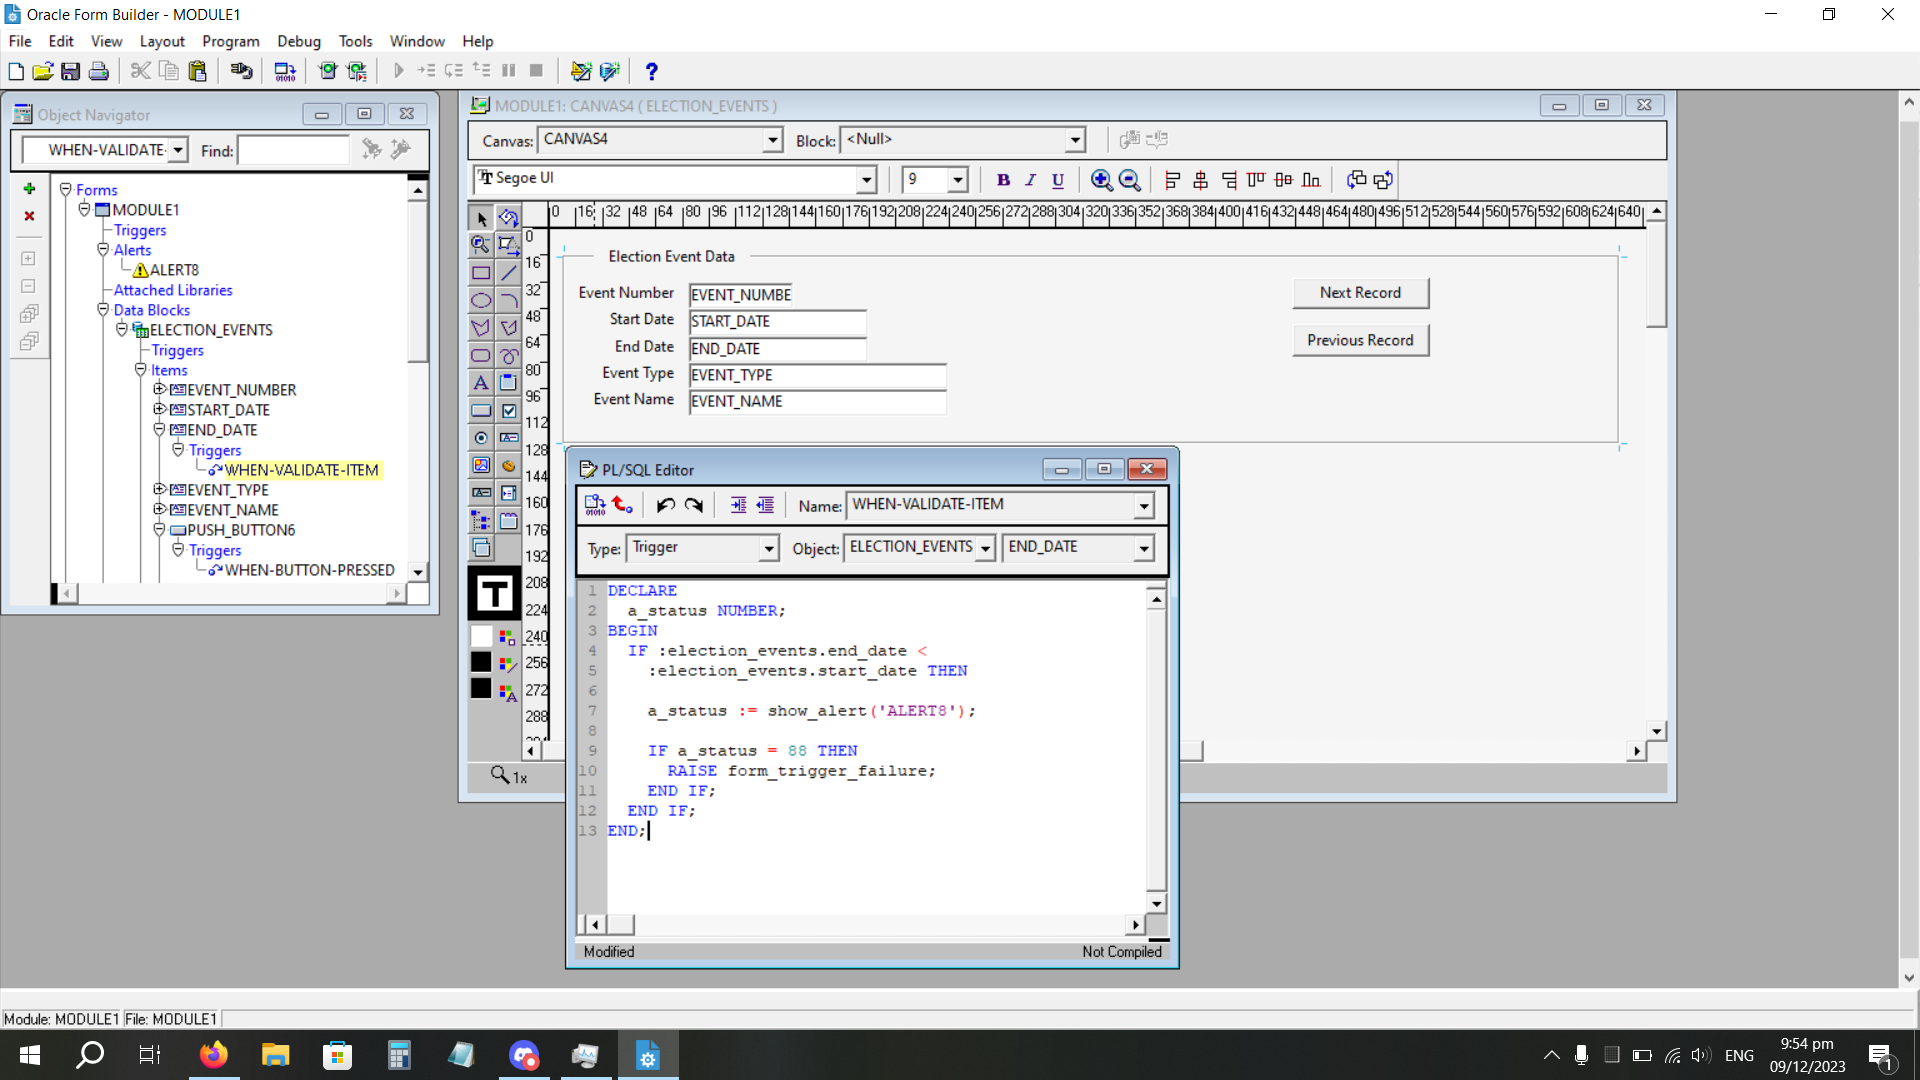 Oracle Form Builder - MODULE1
File Edit View Layout Program Debug Tools Window Help
Object Navigator
WHEN-VALIDATE- Find:
Forms
MODULE1
Triggers
Alerts
ALERT8
Attached Libraries
Data Blocks
ELECTION_EVENTS
Triggers
Items
EVENT_NUMBER
START_DATE
END_DATE
Triggers
WHEN-VALIDATE-ITEM
EVENT_TYPE
EVENT_NAME
PUSH_BUTTON6
Triggers
WHEN-BUTTON-PRESSED
MODULE1: CANVAS4 ( ELECTION_EVENTS )
Canvas: CANVAS4 Block: <Null>
Segoe UI 9 B I U
0 16 32 48 64 80 96 112 128 144 160 176 192 208 224 240 256 272 288 304 320 336 352 368 384 400 416 432 448 464 480 496 512 528 544 560 576 592 608 624 640
0
16
32
48
64
80
96
112
128
144
160
176
192
208
224
240
256
272
288
Election Event Data
Event Number EVENT_NUMBE
Start Date START_DATE
End Date END_DATE
Event Type EVENT_TYPE
Event Name EVENT_NAME
Next Record
Previous Record
1x
PL/SQL Editor
Name: WHEN-VALIDATE-ITEM
Type: Trigger Object: ELECTION_EVENTS END_DATE
1 DECLARE
2 a_status NUMBER;
3 BEGIN
4 IF :election_events.end_date <
5 :election_events.start_date THEN
6
7 a_status := show_alert('ALERT8');
8
9 IF a_status = 88 THEN
10 RAISE form_trigger_failure;
11 END IF;
12 END IF;
13 END;
Modified Not Compiled
Module: MODULE1 File: MODULE1
ENG
9:54 pm
09/12/2023
1